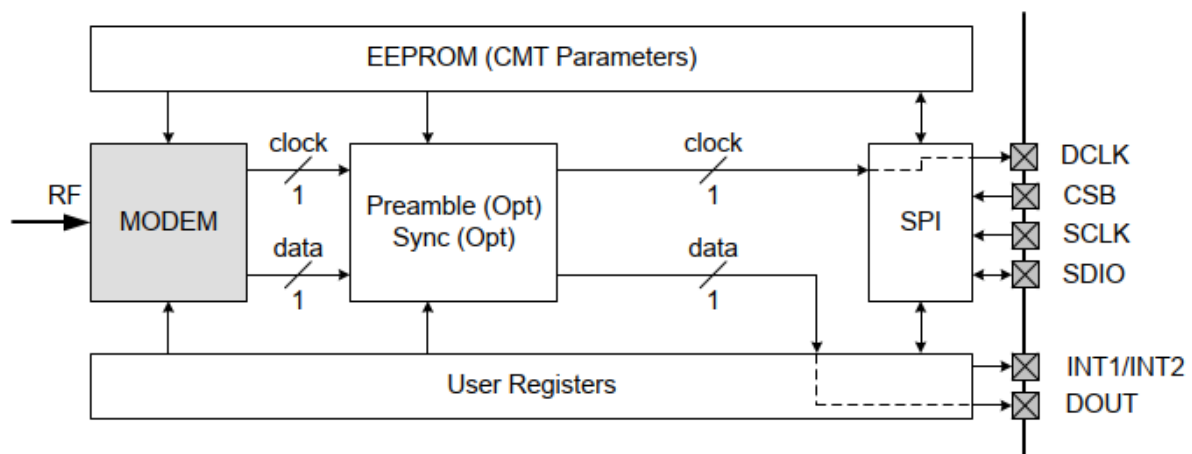 EEPROM (CMT Parameters)
clock
clock
DCLK
1
1
RF
CSB
MODEM
Preamble (Opt)
Sync (Opt)
SPI
SCLK
data
data
SDIO
1
1
INT1/INT2
User Registers
DOUT